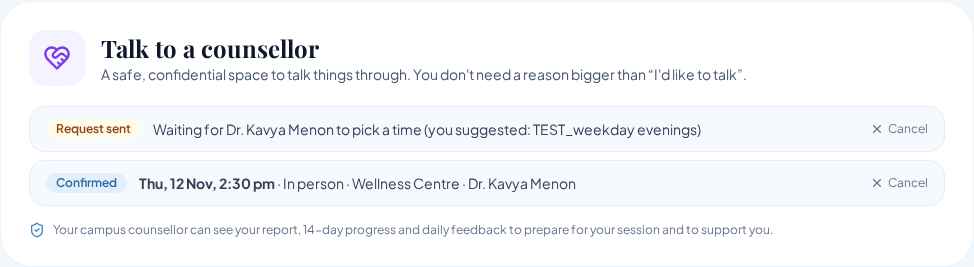 Talk to a counsellor
A safe, confidential space to talk things through. You don't need a reason bigger than “I'd like to talk”.
Request sent Waiting for Dr. Kavya Menon to pick a time (you suggested: TEST_weekday evenings) Cancel
Confirmed Thu, 12 Nov, 2:30 pm · In person · Wellness Centre · Dr. Kavya Menon Cancel
Your campus counsellor can see your report, 14-day progress and daily feedback to prepare for your session and to support you.